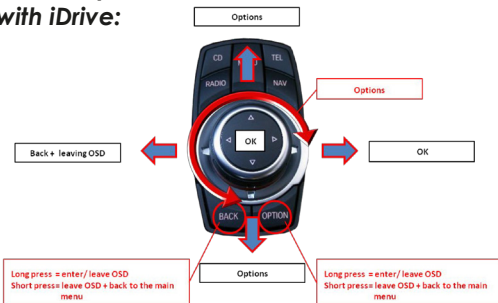 with iDrive:
Options
CD
TEL
RADIO
NAV
Options
Back + leaving OSD
OK
OK
BACK
OPTION
Options
Long press = enter/ leave OSD
Short press= leave OSD + back to the main
menu
Long press = enter/ leave OSD
Short press= leave OSD + back to the main
menu